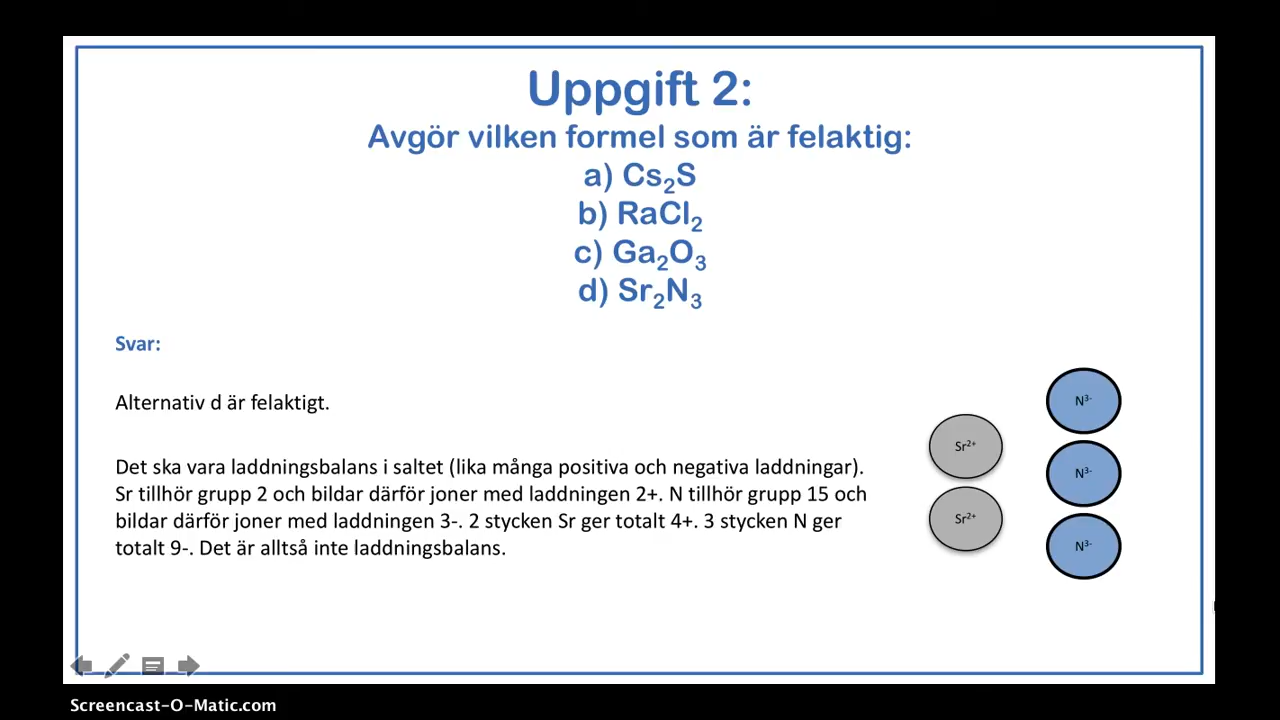 Uppgift 2:
Avgör vilken formel som är felaktig:
a) Cs₂S
b) RaCl₂
c) Ga₂O₃
d) Sr₂N₃
Svar:
Alternativ d är felaktigt.
Det ska vara laddningsbalans i saltet (lika många positiva och negativa laddningar).
Sr tillhör grupp 2 och bildar därför joner med laddningen 2+. N tillhör grupp 15 och
bildar därför joner med laddningen 3-. 2 stycken Sr ger totalt 4+. 3 stycken N ger
totalt 9-. Det är alltså inte laddningsbalans.
Sr²⁺
Sr²⁺
N³⁻
N³⁻
N³⁻
Screencast-O-Matic.com